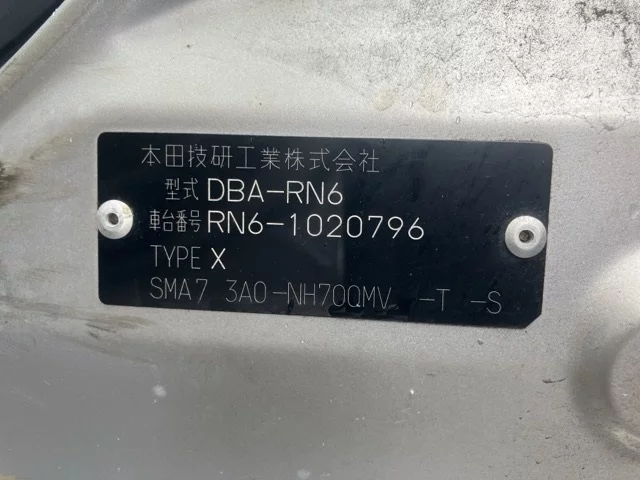 本田技研工業株式会社
型式 DBA-RN6
車台番号 RN6-1020796
TYPE X
SMA7 3A0-NH700MV -T -S